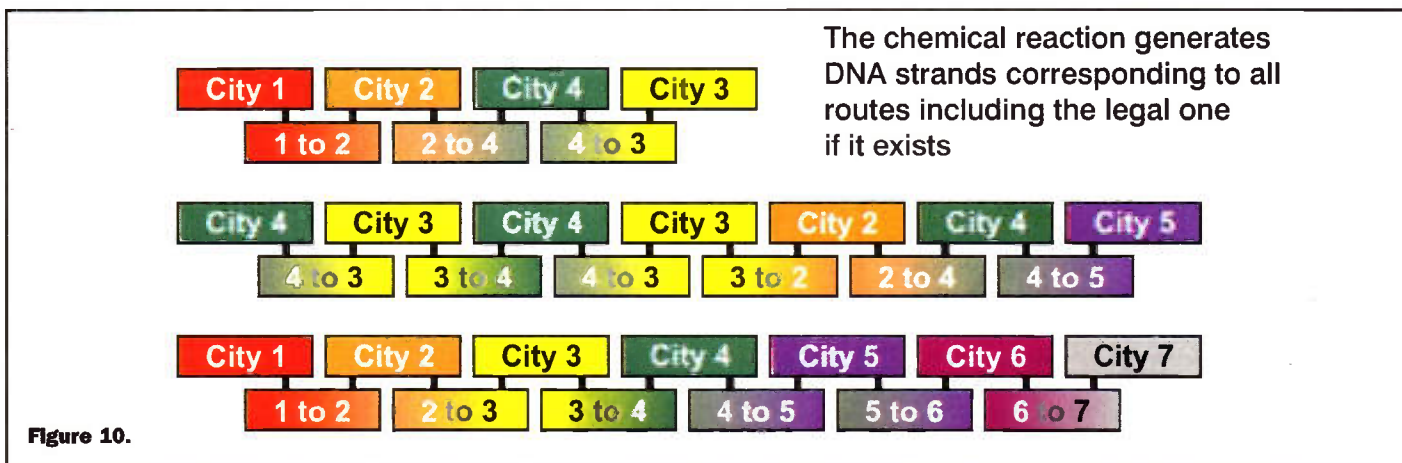 The chemical reaction generates
DNA strands corresponding to all
routes including the legal one
if it exists
City 1 City 2 City 4 City 3
1 to 2 2 to 4 4 to 3
City 4 City 3 City 4 City 3 City 2 City 4 City 5
4 to 3 3 to 4 4 to 3 3 to 2 2 to 4 4 to 5
City 1 City 2 City 3 City 4 City 5 City 6 City 7
1 to 2 2 to 3 3 to 4 4 to 5 5 to 6 6 to 7
Figure 10.